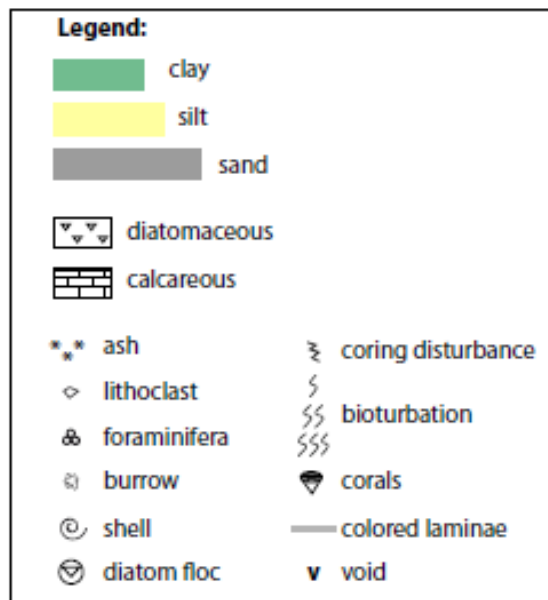 Legend:
clay
silt
sand
diatomaceous
calcareous
ash
lithoclast
foraminifera
burrow
shell
diatom floc
coring disturbance
bioturbation
corals
colored laminae
v void